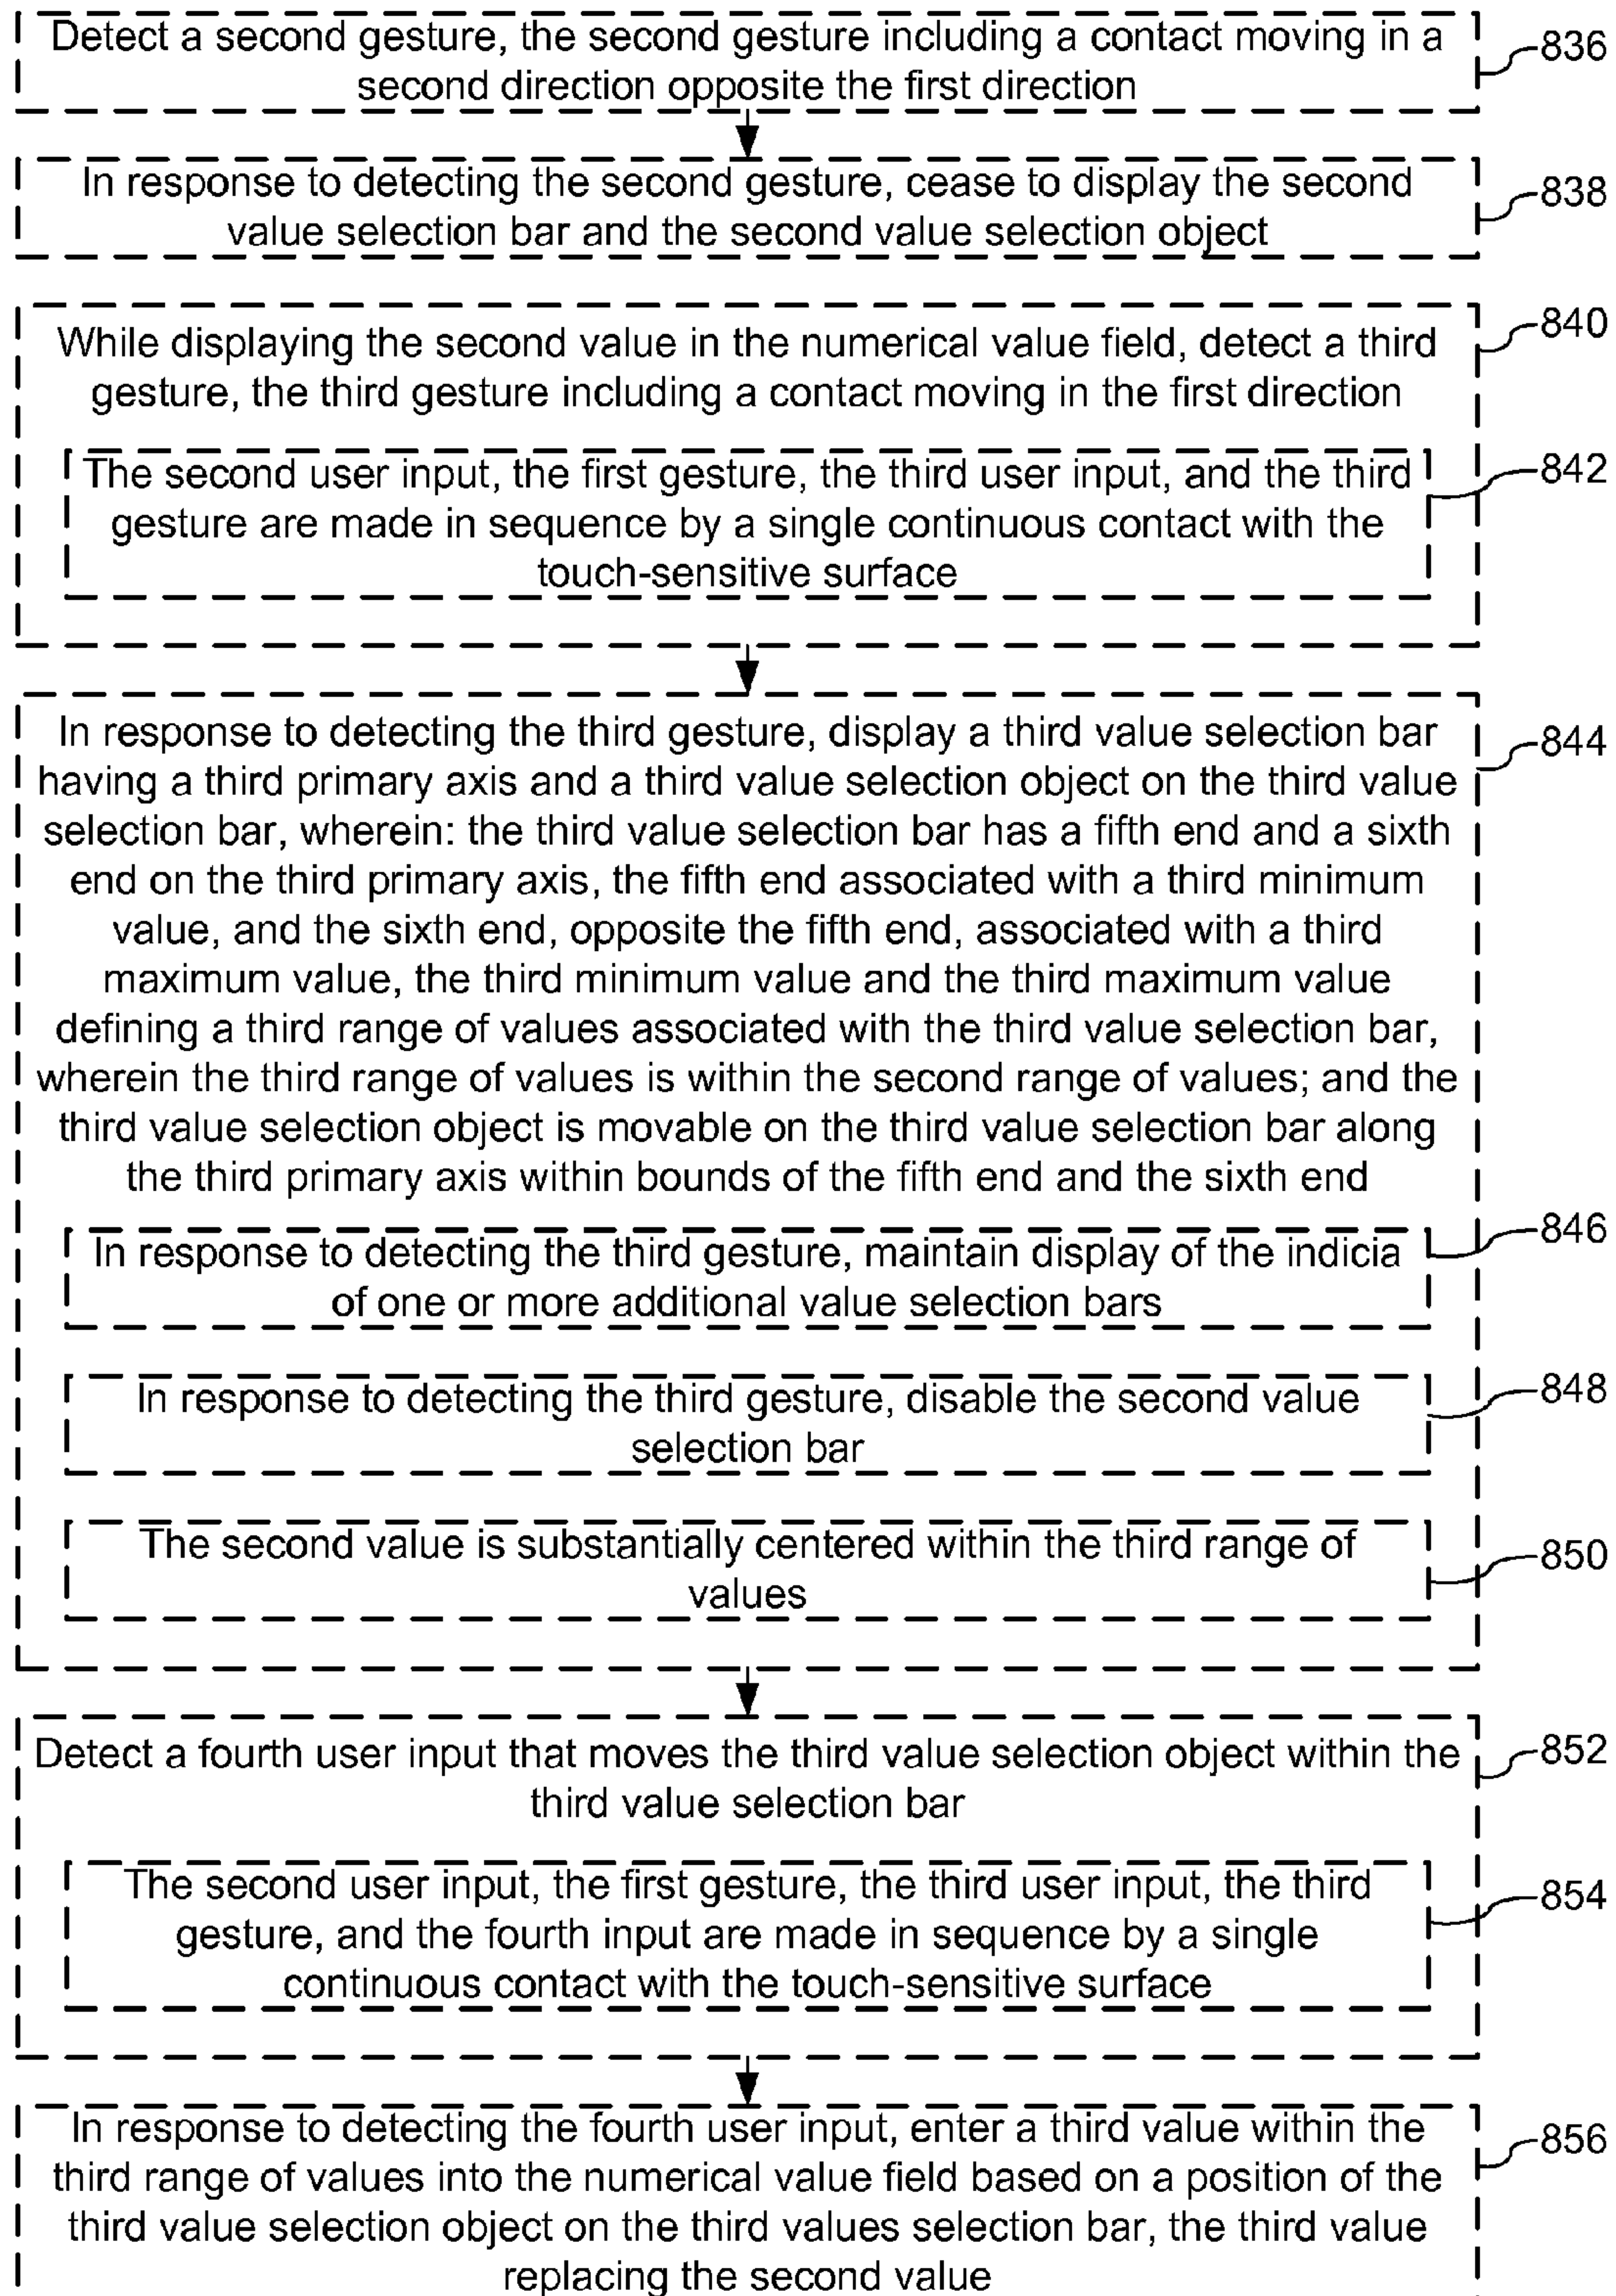 Detect a second gesture, the second gesture including a contact moving in a
second direction opposite the first direction
836
In response to detecting the second gesture, cease to display the second
value selection bar and the second value selection object
838
While displaying the second value in the numerical value field, detect a third
gesture, the third gesture including a contact moving in the first direction
840
The second user input, the first gesture, the third user input, and the third
gesture are made in sequence by a single continuous contact with the
touch-sensitive surface
842
In response to detecting the third gesture, display a third value selection bar
having a third primary axis and a third value selection object on the third value
selection bar, wherein: the third value selection bar has a fifth end and a sixth
end on the third primary axis, the fifth end associated with a third minimum
value, and the sixth end, opposite the fifth end, associated with a third
maximum value, the third minimum value and the third maximum value
defining a third range of values associated with the third value selection bar,
wherein the third range of values is within the second range of values; and the
third value selection object is movable on the third value selection bar along
the third primary axis within bounds of the fifth end and the sixth end
844
In response to detecting the third gesture, maintain display of the indicia
of one or more additional value selection bars
846
In response to detecting the third gesture, disable the second value
selection bar
848
The second value is substantially centered within the third range of
values
850
Detect a fourth user input that moves the third value selection object within the
third value selection bar
852
The second user input, the first gesture, the third user input, the third
gesture, and the fourth input are made in sequence by a single
continuous contact with the touch-sensitive surface
854
In response to detecting the fourth user input, enter a third value within the
third range of values into the numerical value field based on a position of the
third value selection object on the third values selection bar, the third value
replacing the second value
856